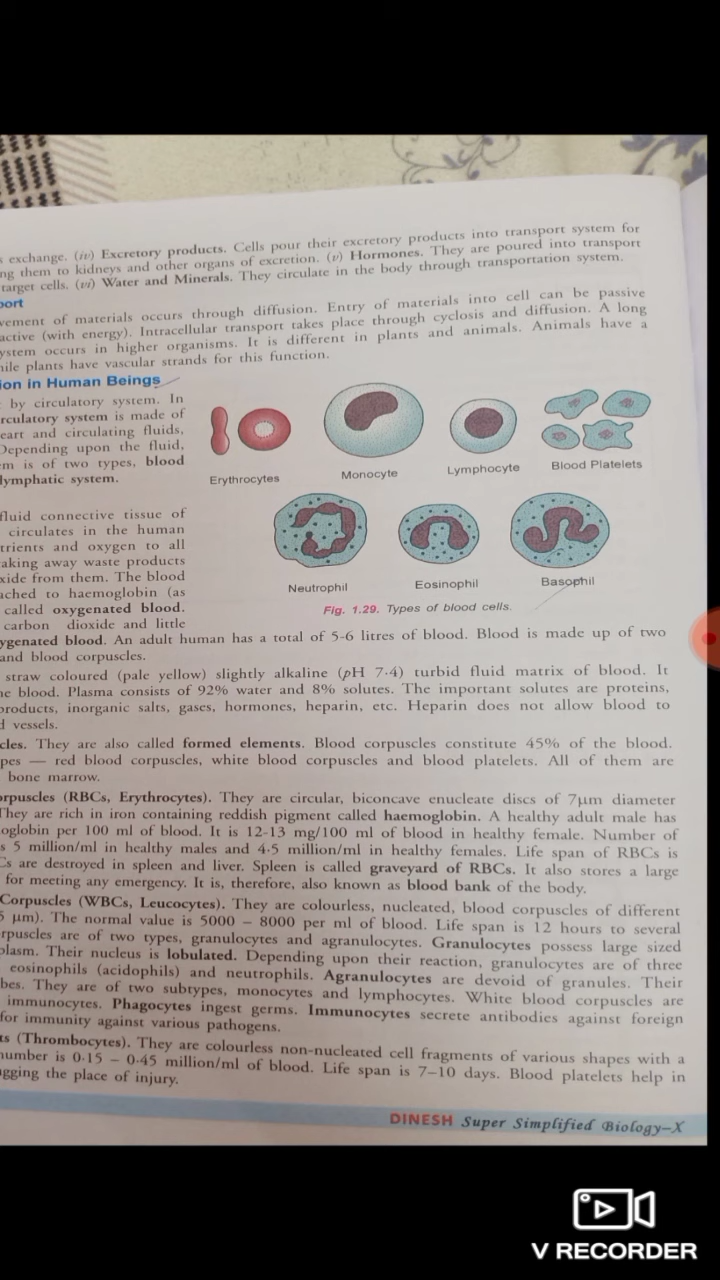 exchange. (iv) Excretory products. Cells pour their excretory products into transport system for
ng them to kidneys and other organs of excretion. (v) Hormones. They are poured into transport
target cells. (vi) Water and Minerals. They circulate in the body through transportation system.
port
vement of materials occurs through diffusion. Entry of materials into cell can be passive
active (with energy). Intracellular transport takes place through cyclosis and diffusion. A long
ystem occurs in higher organisms. It is different in plants and animals. Animals have a
hile plants have vascular strands for this function.
ion in Human Beings
by circulatory system. In
rculatory system is made of
eart and circulating fluids,
Depending upon the fluid,
m is of two types, blood
lymphatic system.
Erythrocytes
Monocyte
Lymphocyte
Blood Platelets
fluid connective tissue of
circulates in the human
trients and oxygen to all
aking away waste products
xide from them. The blood
ached to haemoglobin (as
called oxygenated blood.
carbon dioxide and little
Neutrophil
Eosinophil
Basophil
Fig. 1.29. Types of blood cells.
ygenated blood. An adult human has a total of 5-6 litres of blood. Blood is made up of two
and blood corpuscles.
straw coloured (pale yellow) slightly alkaline (pH 7·4) turbid fluid matrix of blood. It
ne blood. Plasma consists of 92% water and 8% solutes. The important solutes are proteins,
products, inorganic salts, gases, hormones, heparin, etc. Heparin does not allow blood to
d vessels.
cles. They are also called formed elements. Blood corpuscles constitute 45% of the blood.
pes — red blood corpuscles, white blood corpuscles and blood platelets. All of them are
bone marrow.
orpuscles (RBCs, Erythrocytes). They are circular, biconcave enucleate discs of 7μm diameter
They are rich in iron containing reddish pigment called haemoglobin. A healthy adult male has
oglobin per 100 ml of blood. It is 12-13 mg/100 ml of blood in healthy female. Number of
s 5 million/ml in healthy males and 4·5 million/ml in healthy females. Life span of RBCs is
Cs are destroyed in spleen and liver. Spleen is called graveyard of RBCs. It also stores a large
for meeting any emergency. It is, therefore, also known as blood bank of the body.
Corpuscles (WBCs, Leucocytes). They are colourless, nucleated, blood corpuscles of different
5 μm). The normal value is 5000 – 8000 per ml of blood. Life span is 12 hours to several
rpuscles are of two types, granulocytes and agranulocytes. Granulocytes possess large sized
plasm. Their nucleus is lobulated. Depending upon their reaction, granulocytes are of three
eosinophils (acidophils) and neutrophils. Agranulocytes are devoid of granules. Their
bes. They are of two subtypes, monocytes and lymphocytes. White blood corpuscles are
immunocytes. Phagocytes ingest germs. Immunocytes secrete antibodies against foreign
for immunity against various pathogens.
ts (Thrombocytes). They are colourless non-nucleated cell fragments of various shapes with a
number is 0·15 – 0·45 million/ml of blood. Life span is 7–10 days. Blood platelets help in
ugging the place of injury.
DINESH Super Simplified Biology–X
V RECORDER